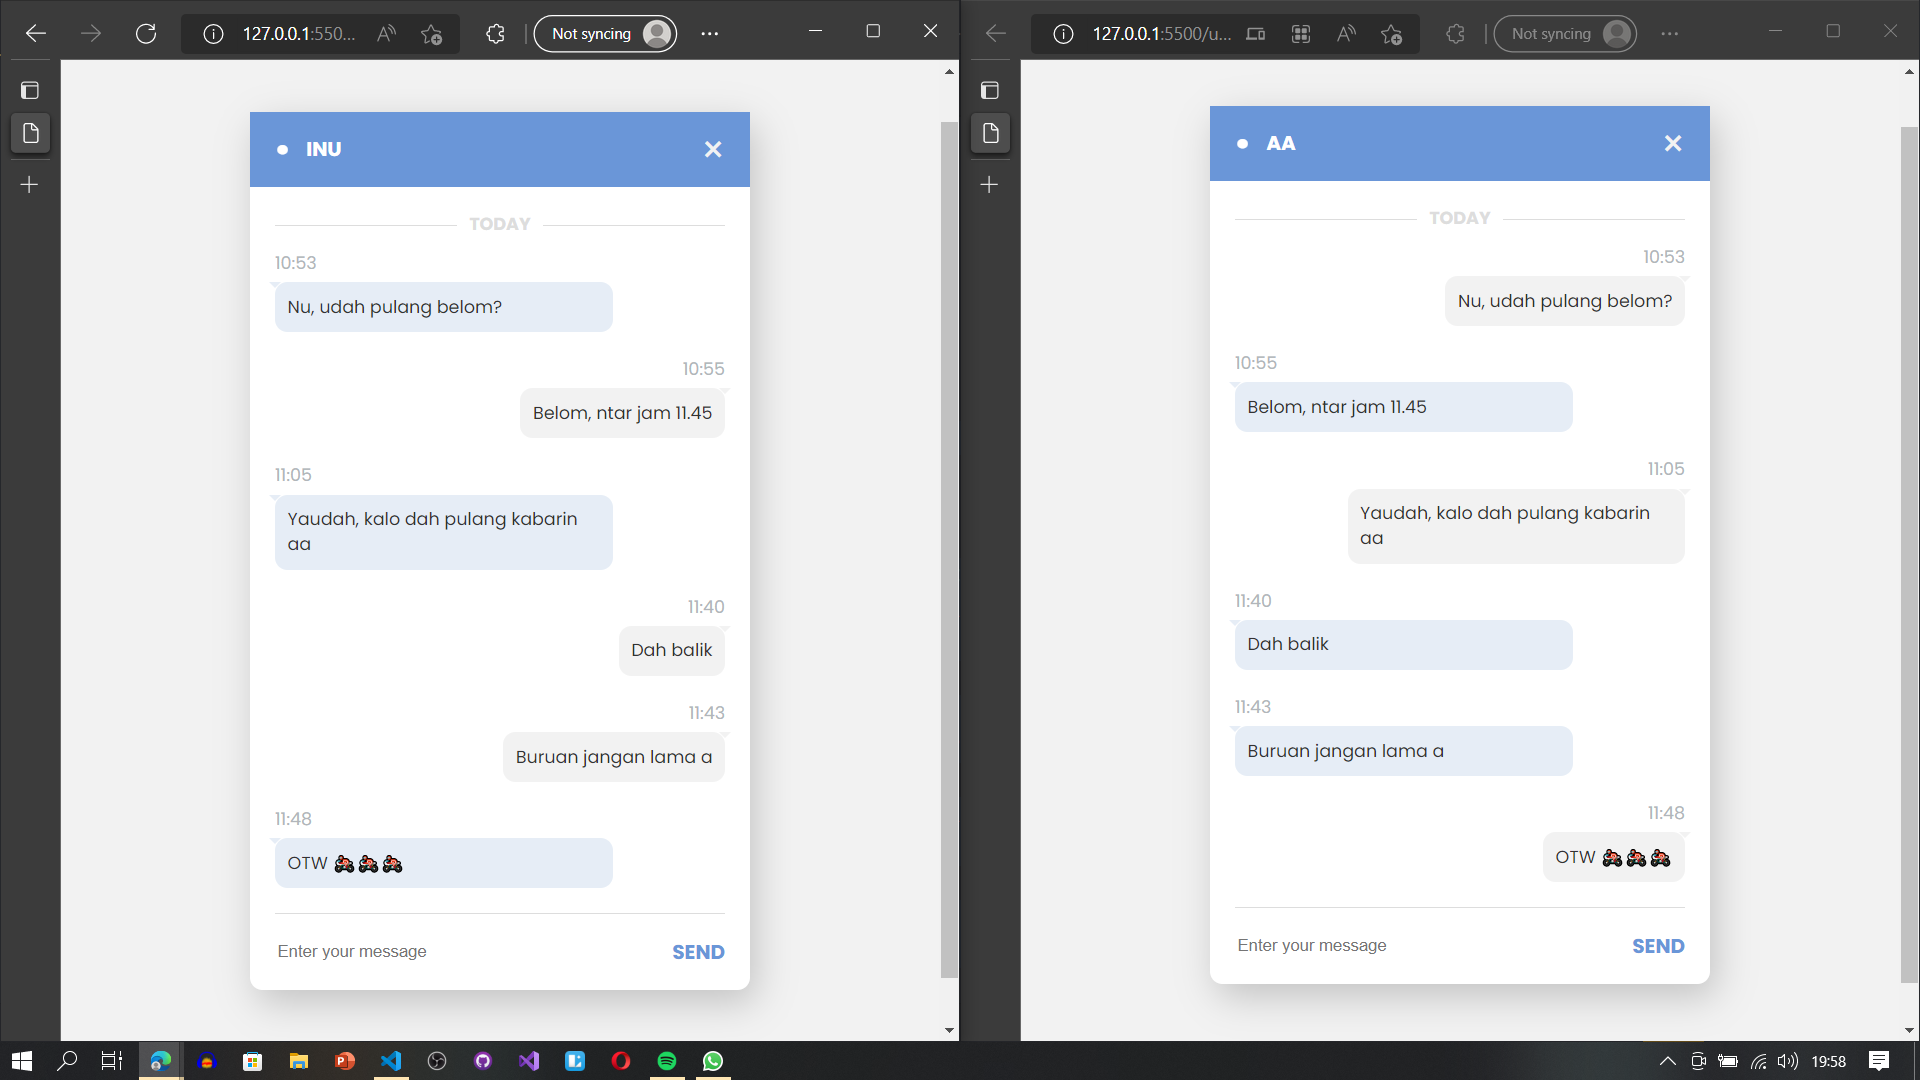 127.0.0.1:550...
Not syncing
INU
TODAY
10:53
Nu, udah pulang belom?
10:55
Belom, ntar jam 11.45
11:05
Yaudah, kalo dah pulang kabarin
aa
11:40
Dah balik
11:43
Buruan jangan lama a
11:48
OTW 🏍🏍🏍
Enter your message
SEND
127.0.0.1:5500/u...
Not syncing
AA
TODAY
10:53
Nu, udah pulang belom?
10:55
Belom, ntar jam 11.45
11:05
Yaudah, kalo dah pulang kabarin
aa
11:40
Dah balik
11:43
Buruan jangan lama a
11:48
OTW 🏍🏍🏍
Enter your message
SEND
19:58